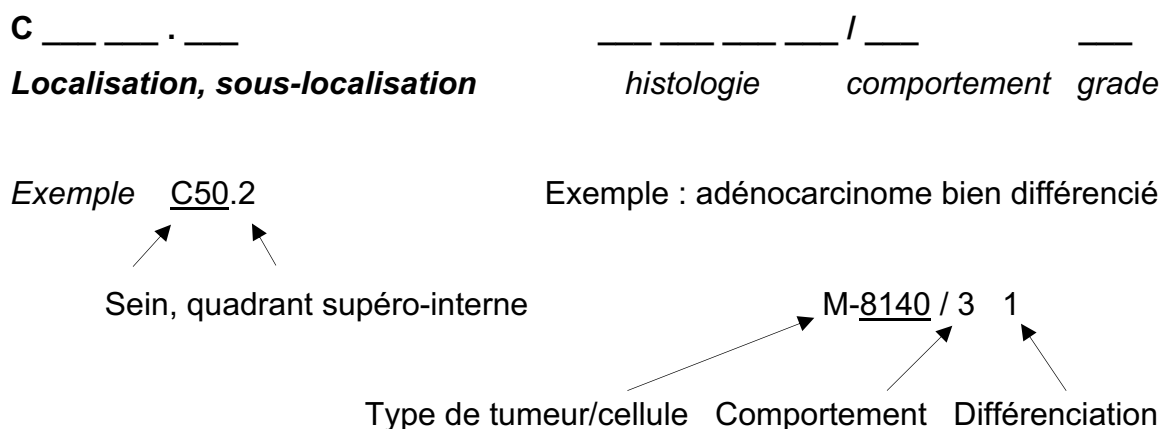 C ___ ___ . ___ ___ ___ ___ ___ / ___ ___
Localisation, sous-localisation histologie comportement grade
Exemple C50.2 Exemple : adénocarcinome bien différencié
Sein, quadrant supéro-interne
M-8140 / 3 1
Type de tumeur/cellule Comportement Différenciation